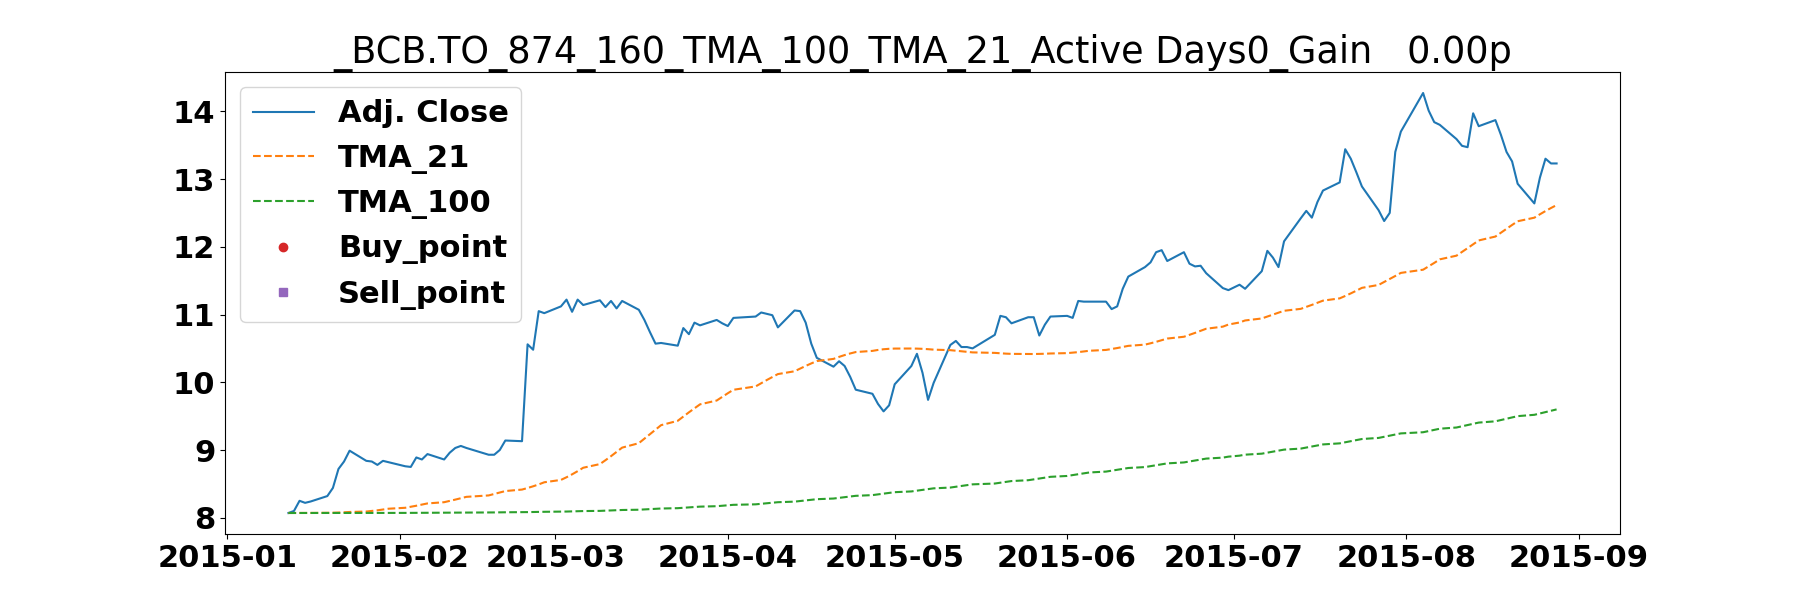 _BCB.TO_874_160_TMA_100_TMA_21_Active Days0_Gain   0.00p
14
13
12
11
10
9
8
Adj. Close
TMA_21
TMA_100
Buy_point
Sell_point
2015-01 2015-02 2015-03 2015-04 2015-05 2015-06 2015-07 2015-08 2015-09